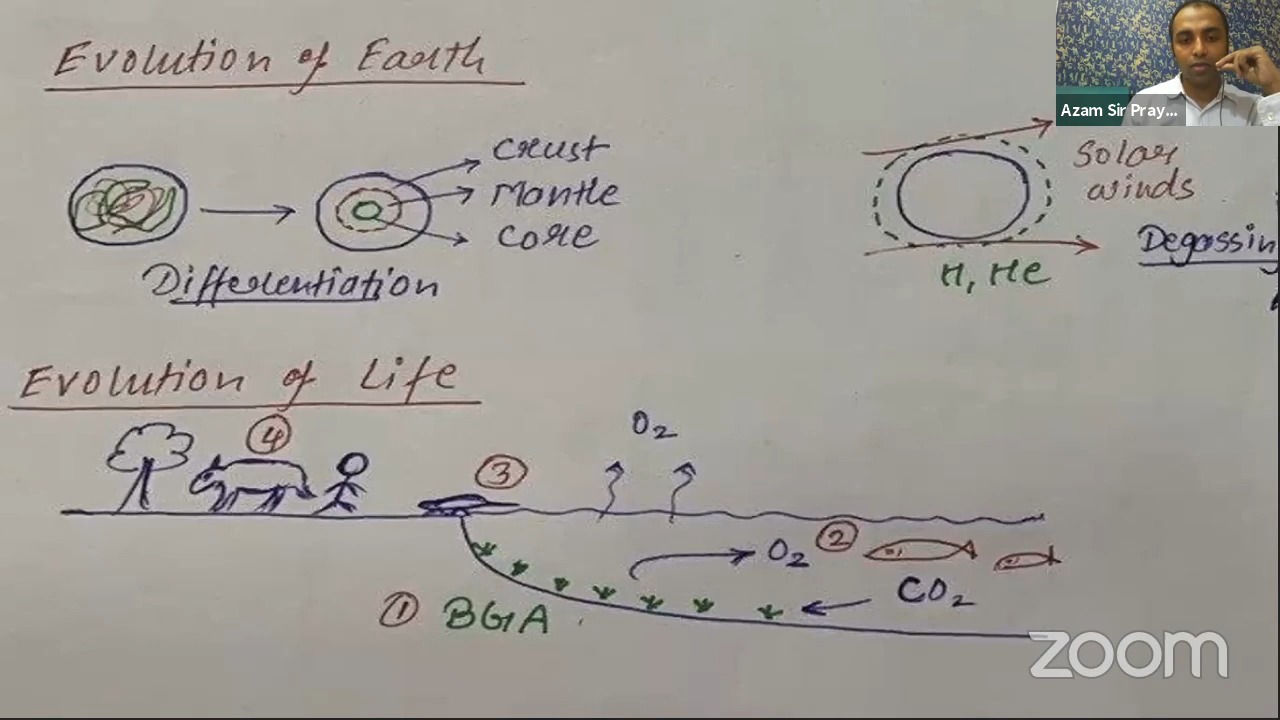 Evolution of Earth
Azam Sir Pray...
Crust
Mantle
Core
Differentiation
Solar
winds
H, He
Degassin
Evolution of Life
④
③
O₂
②
O₂
CO₂
① BGA
zoom